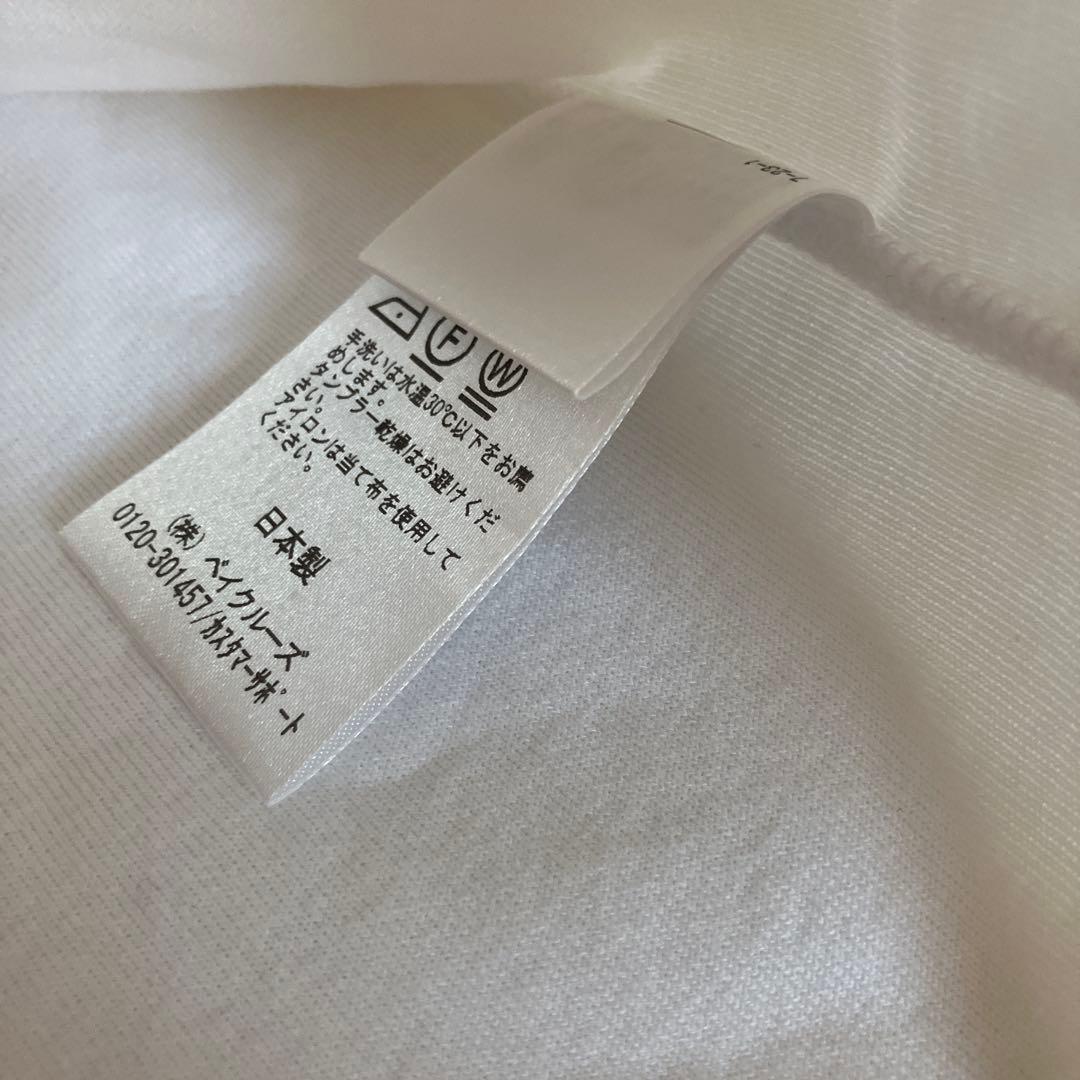 F W
手洗いは水温30℃以下をお薦
めします。
タンブラー乾燥はお避けくだ
さい。
アイロンは当て布を使用して
ください。
日本製
(株)ベイクルーズ
0120-301457/ｶｽﾀﾏｰｻﾎﾟｰﾄ